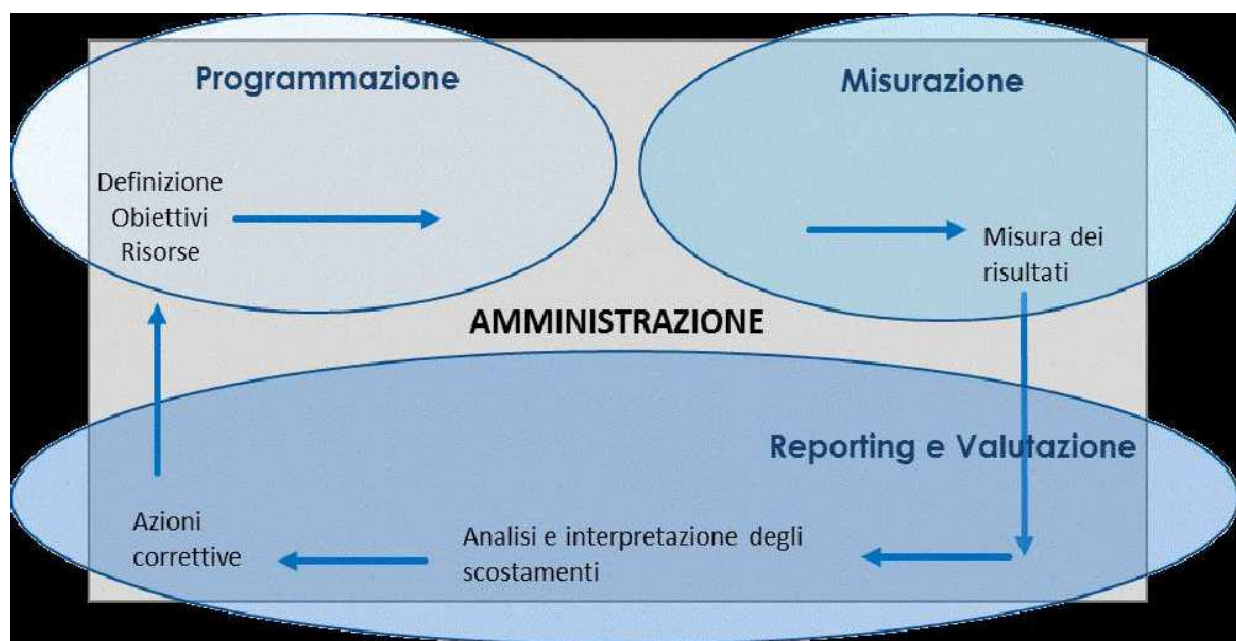 Programmazione
Misurazione
Definizione
Obiettivi
Risorse
Misura dei
risultati
AMMINISTRAZIONE
Reporting e Valutazione
Azioni
correttive
Analisi e interpretazione degli
scostamenti